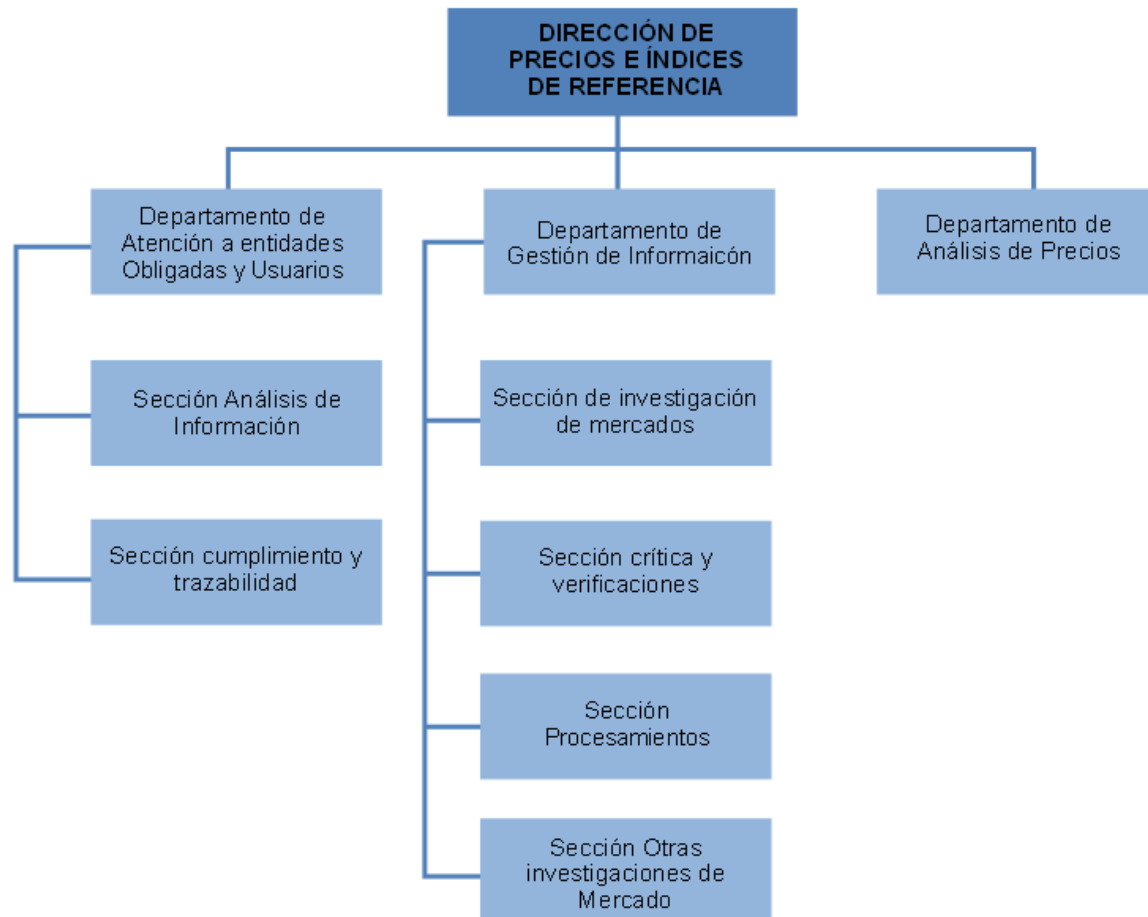 DIRECCIÓN DE
PRECIOS E ÍNDICES
DE REFERENCIA
Departamento de
Atención a entidades
Obligadas y Usuarios
Departamento de
Gestión de Informaicón
Departamento de
Análisis de Precios
Sección Análisis de
Información
Sección de investigación
de mercados
Sección cumplimiento y
trazabilidad
Sección crítica y
verificaciones
Sección
Procesamientos
Sección Otras
investigaciones de
Mercado